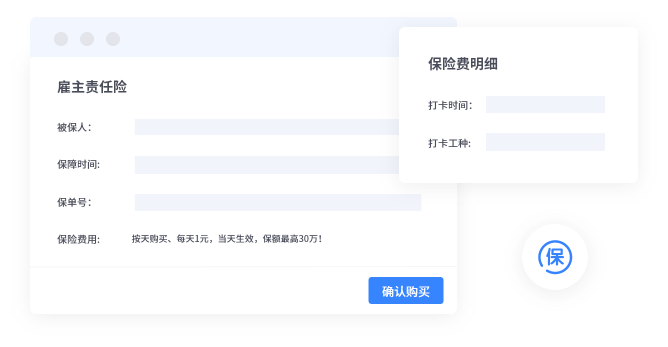 雇主责任险
被保人：
保障时间：
保单号：
保险费用： 按天购买、每天1元，当天生效，保额最高30万！
确认购买
保险费明细
打卡时间：
打卡工种：
保